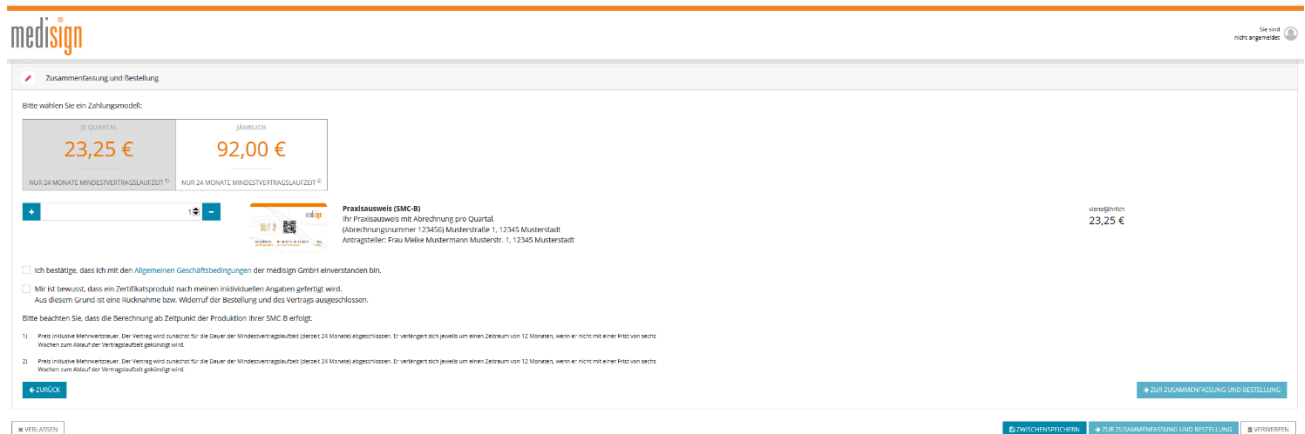 medisign
Sie sind
nicht angemeldet
Zusammenfassung und Bestellung
Bitte wählen Sie ein Zahlungsmodell:
JE QUARTAL
23,25 €
NUR 24 MONATE MINDESTVERTRAGSLAUFZEIT 1)
JÄHRLICH
92,00 €
NUR 24 MONATE MINDESTVERTRAGSLAUFZEIT 2)
1
medisign
Praxisausweis (SMC-B)
Ihr Praxisausweis mit Abrechnung pro Quartal.
(Abrechnungsnummer 123456) Musterstraße 1, 12345 Musterstadt
Antragsteller: Frau Meike Mustermann Musterstr. 1, 12345 Musterstadt
vierteljährlich
23,25 €
Ich bestätige, dass ich mit den Allgemeinen Geschäftsbedingungen der medisign GmbH einverstanden bin.
Mir ist bewusst, dass ein Zertifikatsprodukt nach meinen inidividuellen Angaben gefertigt wird.
Aus diesem Grund ist eine Rücknahme bzw. Widerruf der Bestellung und des Vertrags ausgeschlossen.
Bitte beachten Sie, dass die Berechnung ab Zeitpunkt der Produktion Ihrer SMC-B erfolgt.
1) Preis inklusive Mehrwertsteuer. Der Vertrag wird zunächst für die Dauer der Mindestvertragslaufzeit (derzeit 24 Monate) abgeschlossen. Er verlängert sich jeweils um einen Zeitraum von 12 Monaten, wenn er nicht mit einer Frist von sechs
Wochen zum Ablauf der Vertragslaufzeit gekündigt wird.
2) Preis inklusive Mehrwertsteuer. Der Vertrag wird zunächst für die Dauer der Mindestvertragslaufzeit (derzeit 24 Monate) abgeschlossen. Er verlängert sich jeweils um einen Zeitraum von 12 Monaten, wenn er nicht mit einer Frist von sechs
Wochen zum Ablauf der Vertragslaufzeit gekündigt wird.
ZURÜCK
ZUR ZUSAMMENFASSUNG UND BESTELLUNG
VERLASSEN
ZWISCHENSPEICHERN
ZUR ZUSAMMENFASSUNG UND BESTELLUNG
VERWERFEN